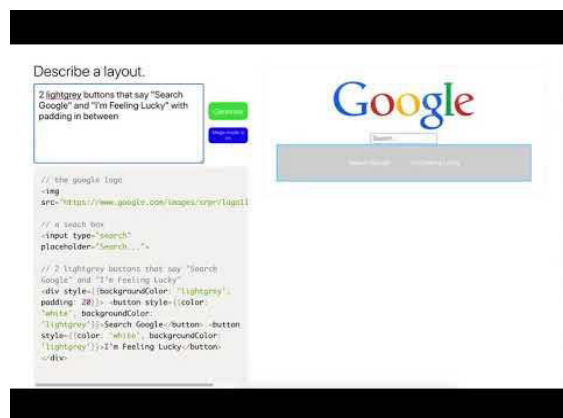 Describe a layout.
2 lightgrey buttons that say "Search
Google" and "I'm Feeling Lucky" with
padding in between
Generate
// the google logo
<img
src="https://www.google.com/images/srpr/logo11
// a seach box
<input type="search"
placeholder="Search...">
// 2 lightgrey buttons that say "Search
Google" and "I'm Feeling Lucky"
<div style={{backgroundColor: 'lightgrey',
padding: 20}}> <button style={{color:
'white', backgroundColor:
'lightgrey'}}>Search Google</button> <button
style={{color: 'white', backgroundColor:
'lightgrey'}}>I'm Feeling Lucky</button>
</div>
Google
Search...
Search Google I'm Feeling Lucky